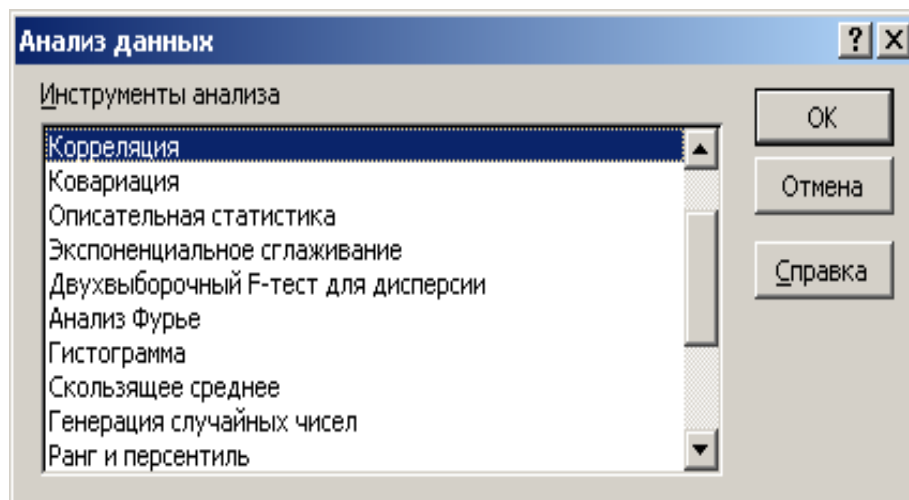 Анализ данных
Инструменты анализа
Корреляция
Ковариация
Описательная статистика
Экспоненциальное сглаживание
Двухвыборочный F-тест для дисперсии
Анализ Фурье
Гистограмма
Скользящее среднее
Генерация случайных чисел
Ранг и персентиль
OK
Отмена
Справка